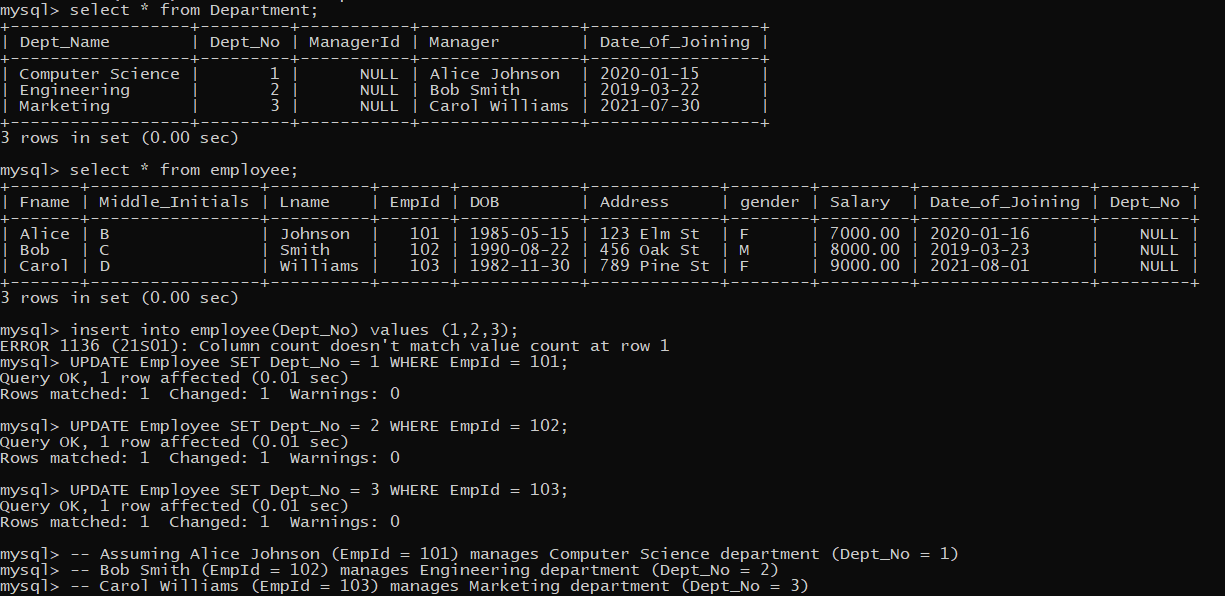 mysql> select * from Department;
+------------------+---------+-----------+----------------+-----------------+
| Dept_Name        | Dept_No | ManagerId | Manager        | Date_Of_Joining |
+------------------+---------+-----------+----------------+-----------------+
| Computer Science |       1 |      NULL | Alice Johnson  | 2020-01-15      |
| Engineering      |       2 |      NULL | Bob Smith      | 2019-03-22      |
| Marketing        |       3 |      NULL | Carol Williams | 2021-07-30      |
+------------------+---------+-----------+----------------+-----------------+
3 rows in set (0.00 sec)

mysql> select * from employee;
+-------+-----------------+----------+-------+------------+-------------+--------+---------+-----------------+---------+
| Fname | Middle_Initials | Lname    | EmpId | DOB        | Address     | gender | Salary  | Date_of_Joining | Dept_No |
+-------+-----------------+----------+-------+------------+-------------+--------+---------+-----------------+---------+
| Alice | B               | Johnson  |   101 | 1985-05-15 | 123 Elm St  | F      | 7000.00 | 2020-01-16      |    NULL |
| Bob   | C               | Smith    |   102 | 1990-08-22 | 456 Oak St  | M      | 8000.00 | 2019-03-23      |    NULL |
| Carol | D               | Williams |   103 | 1982-11-30 | 789 Pine St | F      | 9000.00 | 2021-08-01      |    NULL |
+-------+-----------------+----------+-------+------------+-------------+--------+---------+-----------------+---------+
3 rows in set (0.00 sec)

mysql> insert into employee(Dept_No) values (1,2,3);
ERROR 1136 (21S01): Column count doesn't match value count at row 1
mysql> UPDATE Employee SET Dept_No = 1 WHERE EmpId = 101;
Query OK, 1 row affected (0.01 sec)
Rows matched: 1  Changed: 1  Warnings: 0

mysql> UPDATE Employee SET Dept_No = 2 WHERE EmpId = 102;
Query OK, 1 row affected (0.01 sec)
Rows matched: 1  Changed: 1  Warnings: 0

mysql> UPDATE Employee SET Dept_No = 3 WHERE EmpId = 103;
Query OK, 1 row affected (0.01 sec)
Rows matched: 1  Changed: 1  Warnings: 0

mysql> -- Assuming Alice Johnson (EmpId = 101) manages Computer Science department (Dept_No = 1)
mysql> -- Bob Smith (EmpId = 102) manages Engineering department (Dept_No = 2)
mysql> -- Carol Williams (EmpId = 103) manages Marketing department (Dept_No = 3)